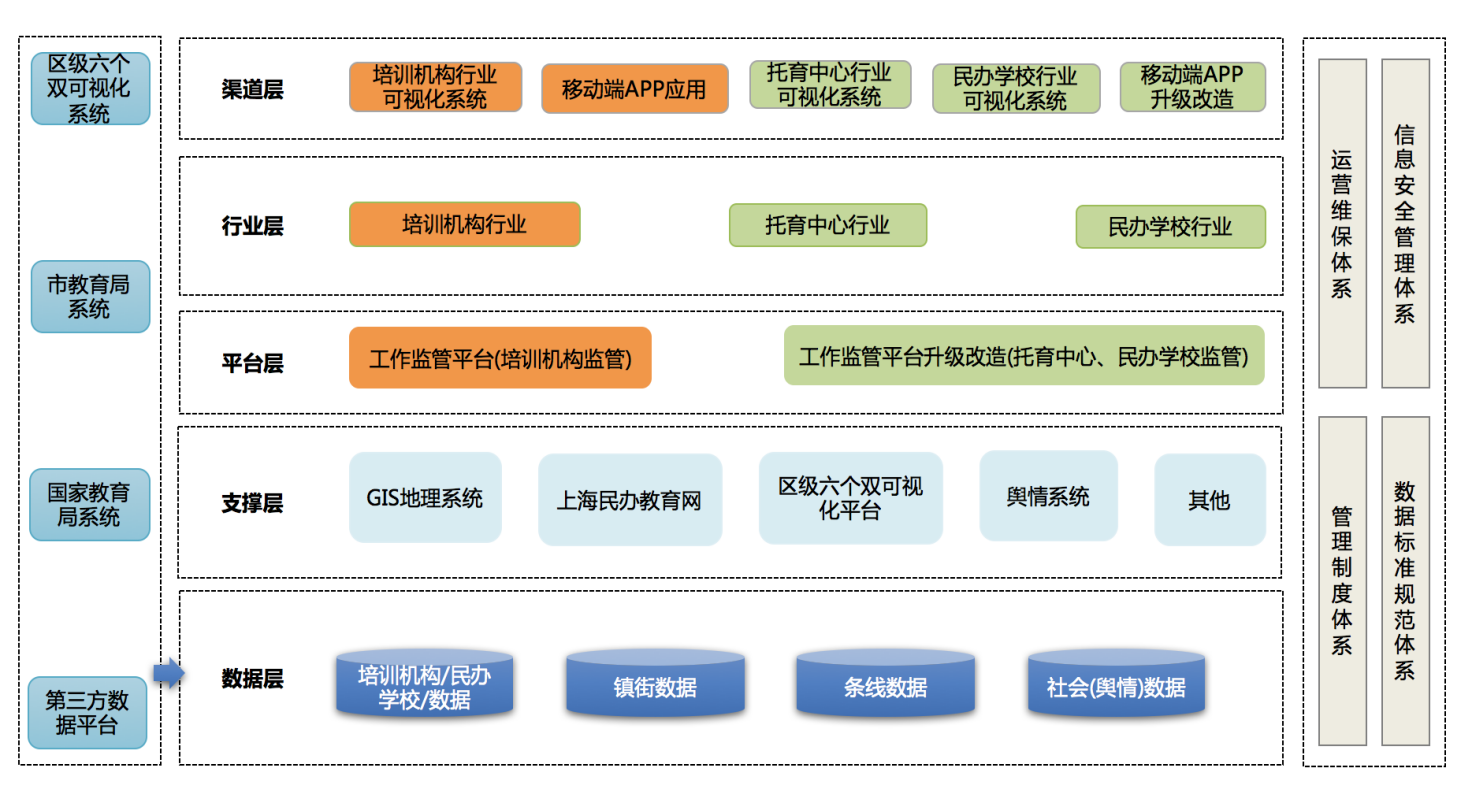 区级六个
双可视化
系统
市教育局
系统
国家教育
局系统
第三方数
据平台
渠道层
培训机构行业
可视化系统
移动端APP应用
托育中心行业
可视化系统
民办学校行业
可视化系统
移动端APP
升级改造
行业层
培训机构行业
托育中心行业
民办学校行业
平台层
工作监管平台(培训机构监管)
工作监管平台升级改造(托育中心、民办学校监管)
支撑层
GIS地理系统
上海民办教育网
区级六个双可视
化平台
舆情系统
其他
数据层
培训机构/民办
学校/数据
镇街数据
条线数据
社会(舆情)数据
运营维保体系
信息安全管理体系
管理制度体系
数据标准规范体系